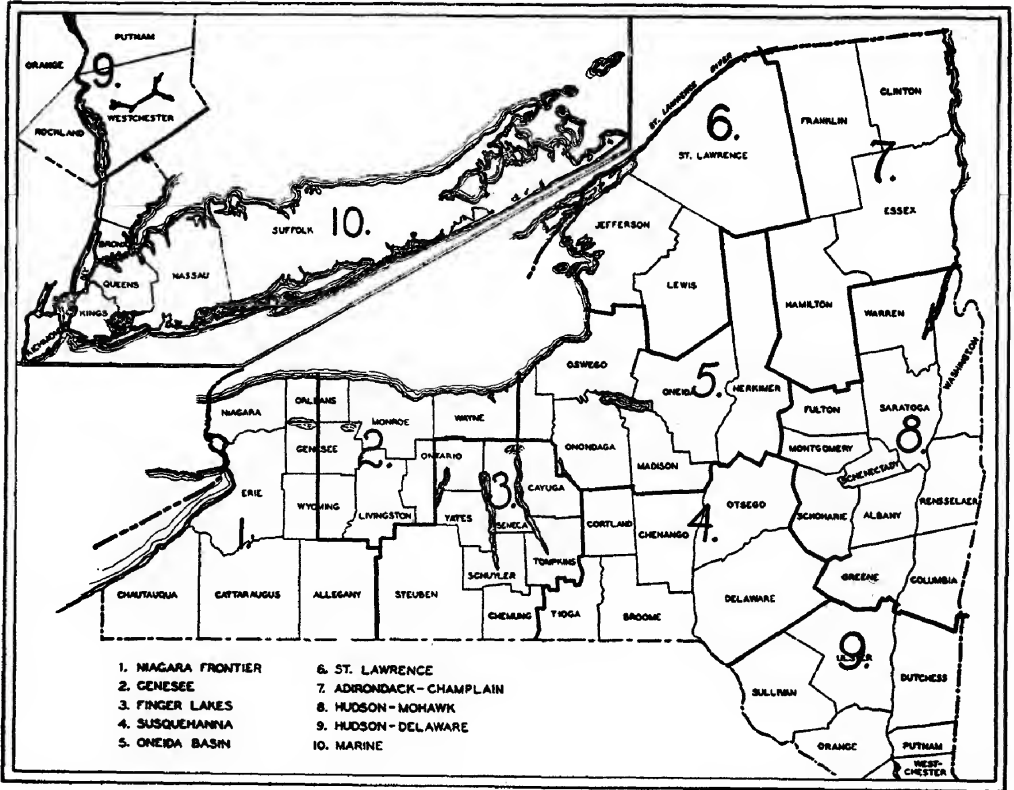 PUTNAM
ORANGE
9.
WESTCHESTER
ROCKLAND
BRONX
QUEENS
NASSAU
KINGS
RICHMOND
SUFFOLK
10.
ST. LAWRENCE RIVER
6.
ST. LAWRENCE
FRANKLIN
CLINTON
7.
ESSEX
JEFFERSON
LEWIS
HAMILTON
WARREN
WASHINGTON
OSWEGO
ONEIDA
5.
HERKIMER
FULTON
SARATOGA
8.
MONTGOMERY
SCHENECTADY
NIAGARA
ORLEANS
MONROE
WAYNE
GENESEE
2.
ONTARIO
ONONDAGA
MADISON
ERIE
WYOMING
LIVINGSTON
3.
CAYUGA
YATES
SENECA
CORTLAND
CHENANGO
4.
OTSEGO
SCHOHARIE
ALBANY
RENSSELAER
1
SCHUYLER
TOMPKINS
GREENE
COLUMBIA
CHAUTAUQUA
CATTARAUGUS
ALLEGANY
STEUBEN
CHEMUNG
TIOGA
BROOME
DELAWARE
9.
ULSTER
DUTCHESS
SULLIVAN
ORANGE
PUTNAM
WEST-
CHESTER
1. NIAGARA FRONTIER
2. GENESEE
3. FINGER LAKES
4. SUSQUEHANNA
5. ONEIDA BASIN
6. ST. LAWRENCE
7. ADIRONDACK-CHAMPLAIN
8. HUDSON-MOHAWK
9. HUDSON-DELAWARE
10. MARINE